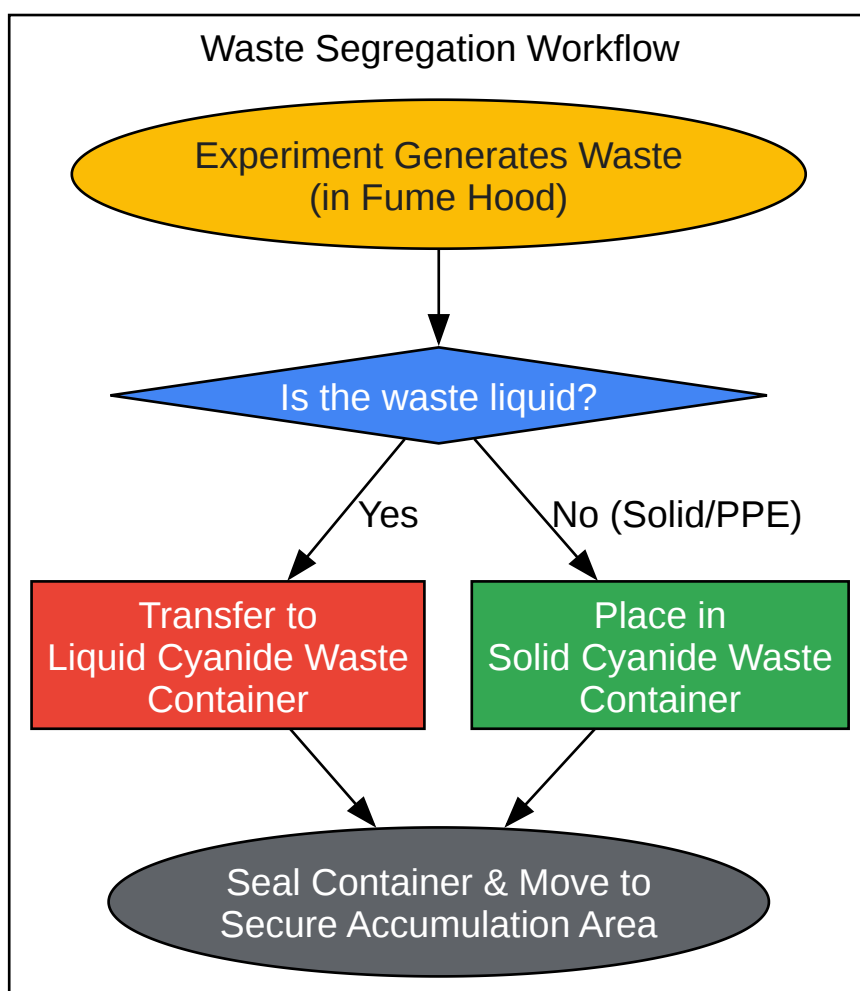 Waste Segregation Workflow
Experiment Generates Waste
(in Fume Hood)
Is the waste liquid?
Yes
No (Solid/PPE)
Transfer to
Liquid Cyanide Waste
Container
Place in
Solid Cyanide Waste
Container
Seal Container & Move to
Secure Accumulation Area